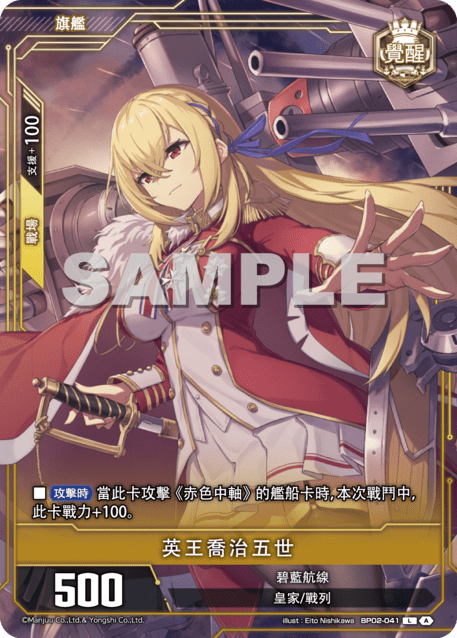 旗艦
覺醒
支援+100
戰場
SAMPLE
■ 攻擊時 當此卡攻擊《赤色中軸》的艦船卡時,本次戰鬥中,
此卡戰力+100。
英王喬治五世
500
碧藍航線
皇家/戰列
©Manjuu Co.,Ltd.& Yongshi Co.,Ltd.
illust : Eito Nishikawa BP02-041 L A